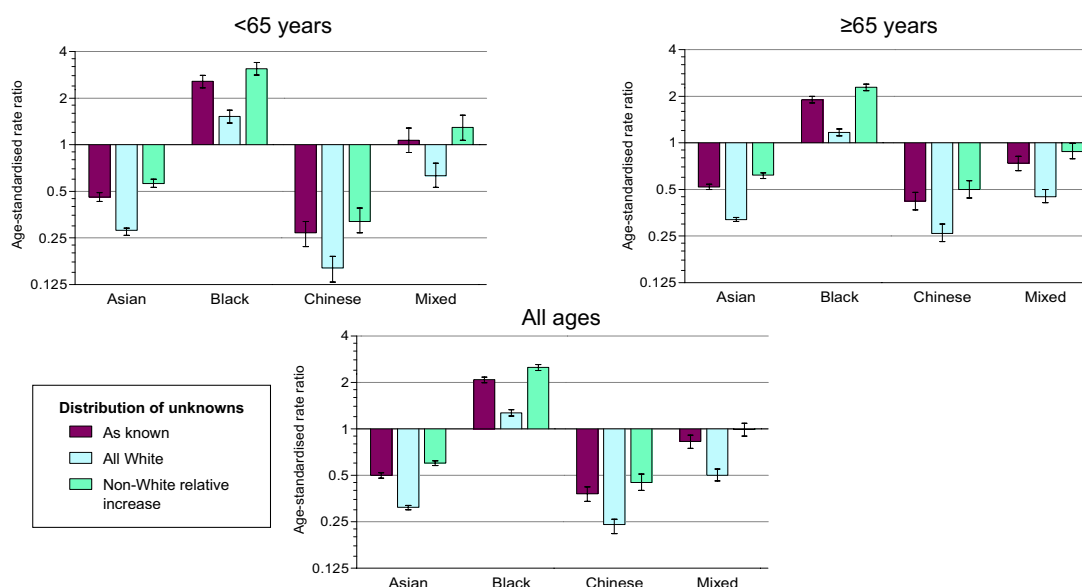 <65 years
Age-standardised rate ratio
4
2
1
0.5
0.25
0.125
Asian Black Chinese Mixed
≥65 years
Age-standardised rate ratio
4
2
1
0.5
0.25
0.125
Asian Black Chinese Mixed
All ages
Age-standardised rate ratio
4
2
1
0.5
0.25
0.125
Asian Black Chinese Mixed
Distribution of unknowns
As known
All White
Non-White relative
increase